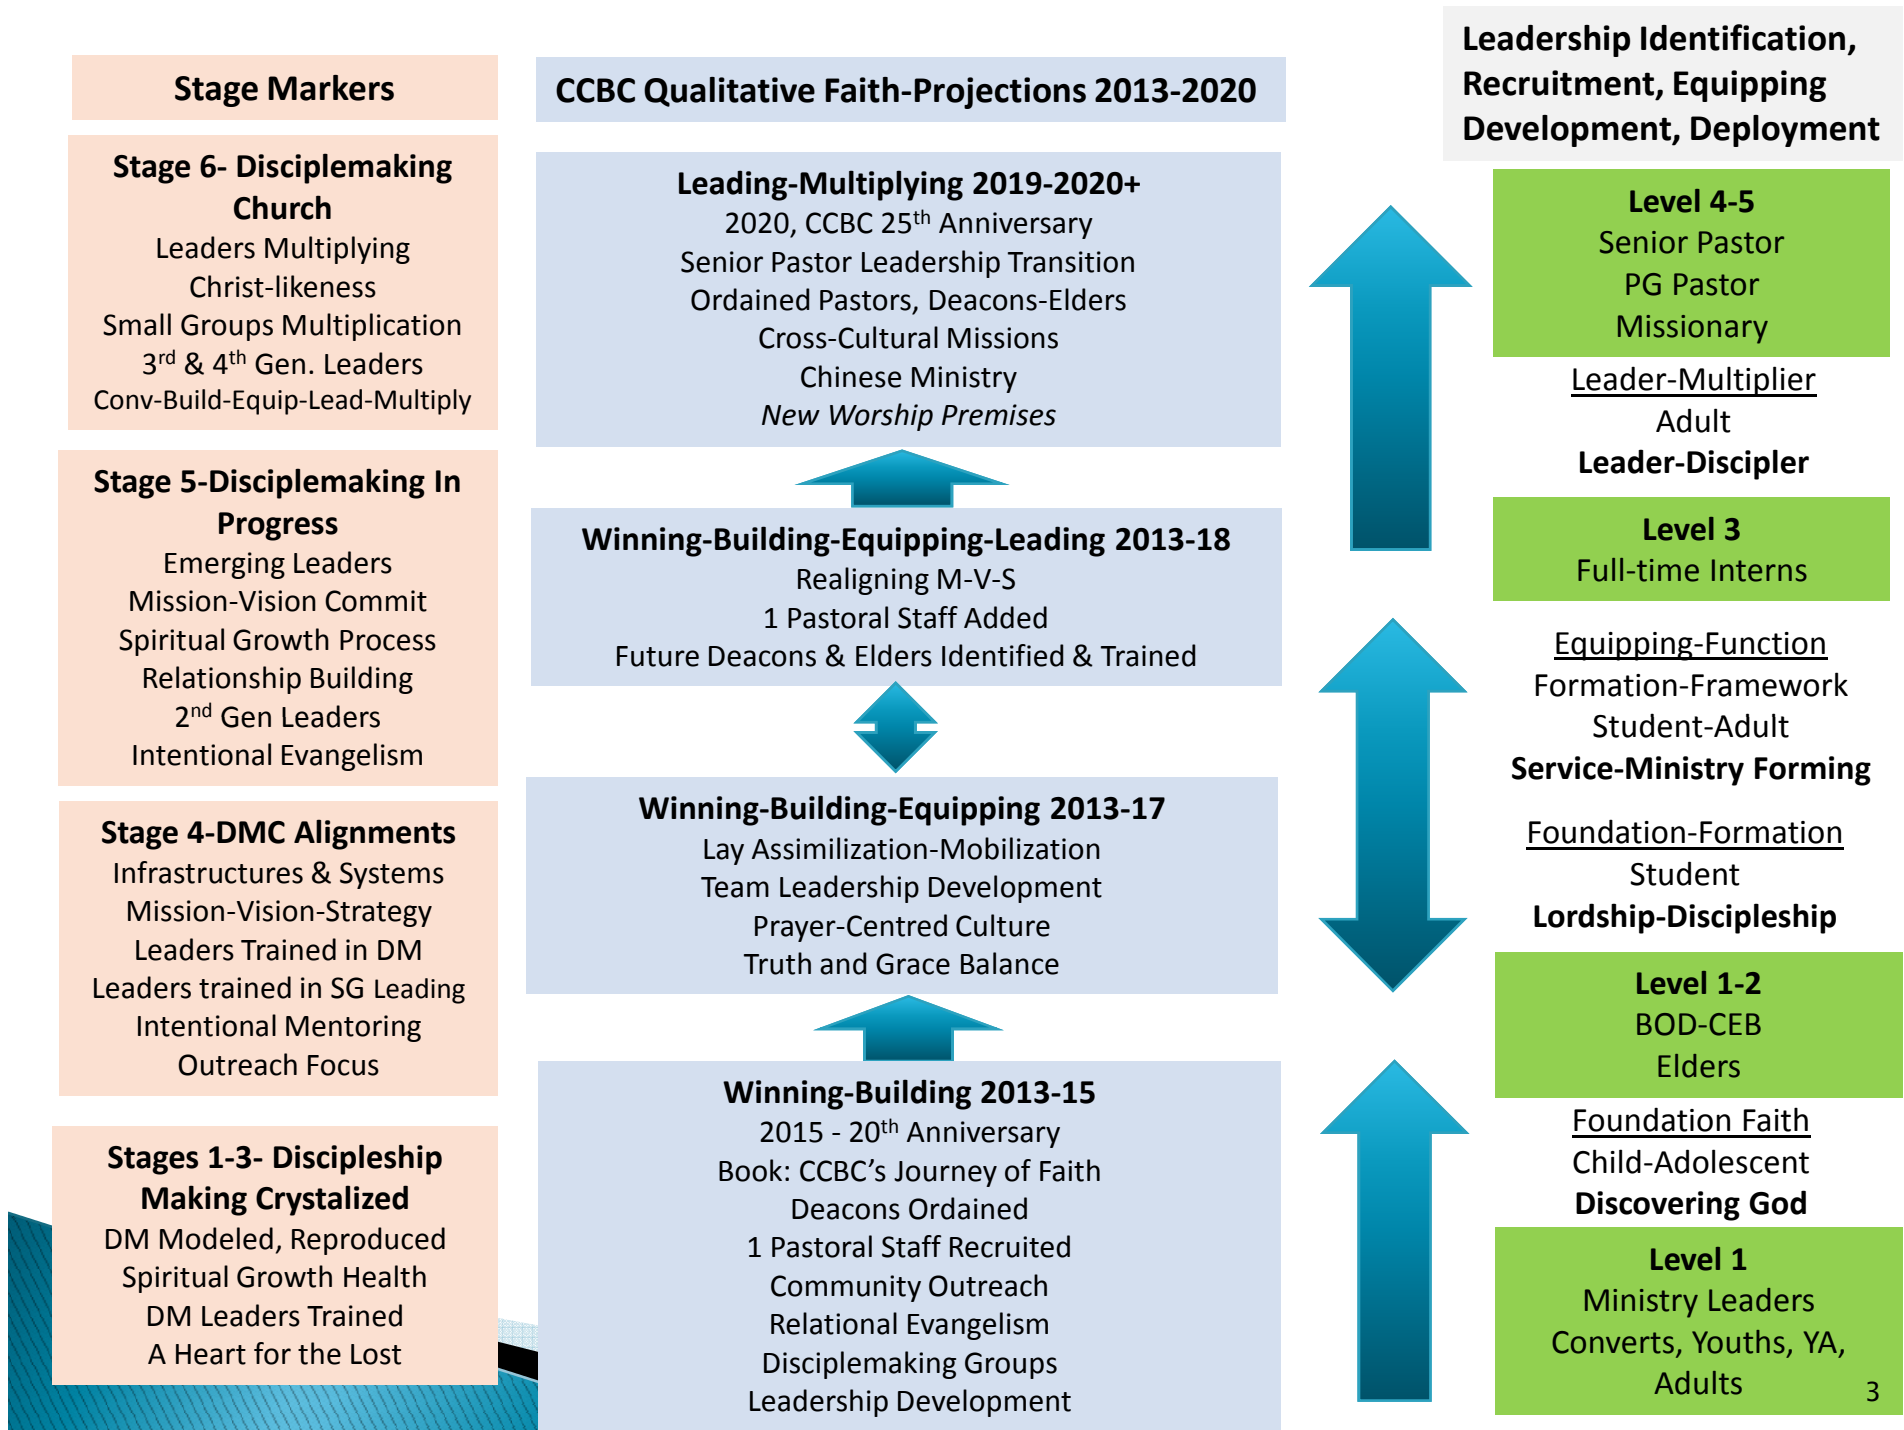 Stage Markers
Stage 6- Disciplemaking
Church
Leaders Multiplying
Christ-likeness
Small Groups Multiplication
3rd & 4th Gen. Leaders
Conv-Build-Equip-Lead-Multiply
Stage 5-Disciplemaking In
Progress
Emerging Leaders
Mission-Vision Commit
Spiritual Growth Process
Relationship Building
2nd Gen Leaders
Intentional Evangelism
Stage 4-DMC Alignments
Infrastructures & Systems
Mission-Vision-Strategy
Leaders Trained in DM
Leaders trained in SG Leading
Intentional Mentoring
Outreach Focus
Stages 1-3- Discipleship
Making Crystalized
DM Modeled, Reproduced
Spiritual Growth Health
DM Leaders Trained
A Heart for the Lost
CCBC Qualitative Faith-Projections 2013-2020
Leading-Multiplying 2019-2020+
2020, CCBC 25th Anniversary
Senior Pastor Leadership Transition
Ordained Pastors, Deacons-Elders
Cross-Cultural Missions
Chinese Ministry
New Worship Premises
Winning-Building-Equipping-Leading 2013-18
Realigning M-V-S
1 Pastoral Staff Added
Future Deacons & Elders Identified & Trained
Winning-Building-Equipping 2013-17
Lay Assimilization-Mobilization
Team Leadership Development
Prayer-Centred Culture
Truth and Grace Balance
Winning-Building 2013-15
2015 - 20th Anniversary
Book: CCBC’s Journey of Faith
Deacons Ordained
1 Pastoral Staff Recruited
Community Outreach
Relational Evangelism
Disciplemaking Groups
Leadership Development
Leadership Identification,
Recruitment, Equipping
Development, Deployment
Level 4-5
Senior Pastor
PG Pastor
Missionary
Leader-Multiplier
Adult
Leader-Discipler
Level 3
Full-time Interns
Equipping-Function
Formation-Framework
Student-Adult
Service-Ministry Forming
Foundation-Formation
Student
Lordship-Discipleship
Level 1-2
BOD-CEB
Elders
Foundation Faith
Child-Adolescent
Discovering God
Level 1
Ministry Leaders
Converts, Youths, YA,
Adults
3